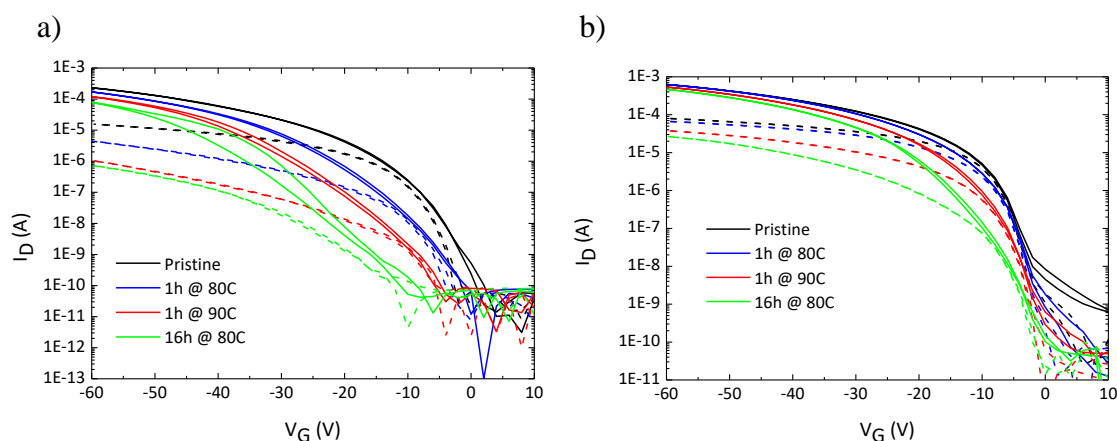 a)
1E-3
1E-4
1E-5
1E-6
1E-7
1E-8
1E-9
1E-10
1E-11
1E-12
1E-13
I_D (A)
Pristine
1h @ 80C
1h @ 90C
16h @ 80C
-60 -50 -40 -30 -20 -10 0 10
V_G (V)
b)
1E-3
1E-4
1E-5
1E-6
1E-7
1E-8
1E-9
1E-10
1E-11
I_D (A)
Pristine
1h @ 80C
1h @ 90C
16h @ 80C
-60 -50 -40 -30 -20 -10 0 10
V_G (V)